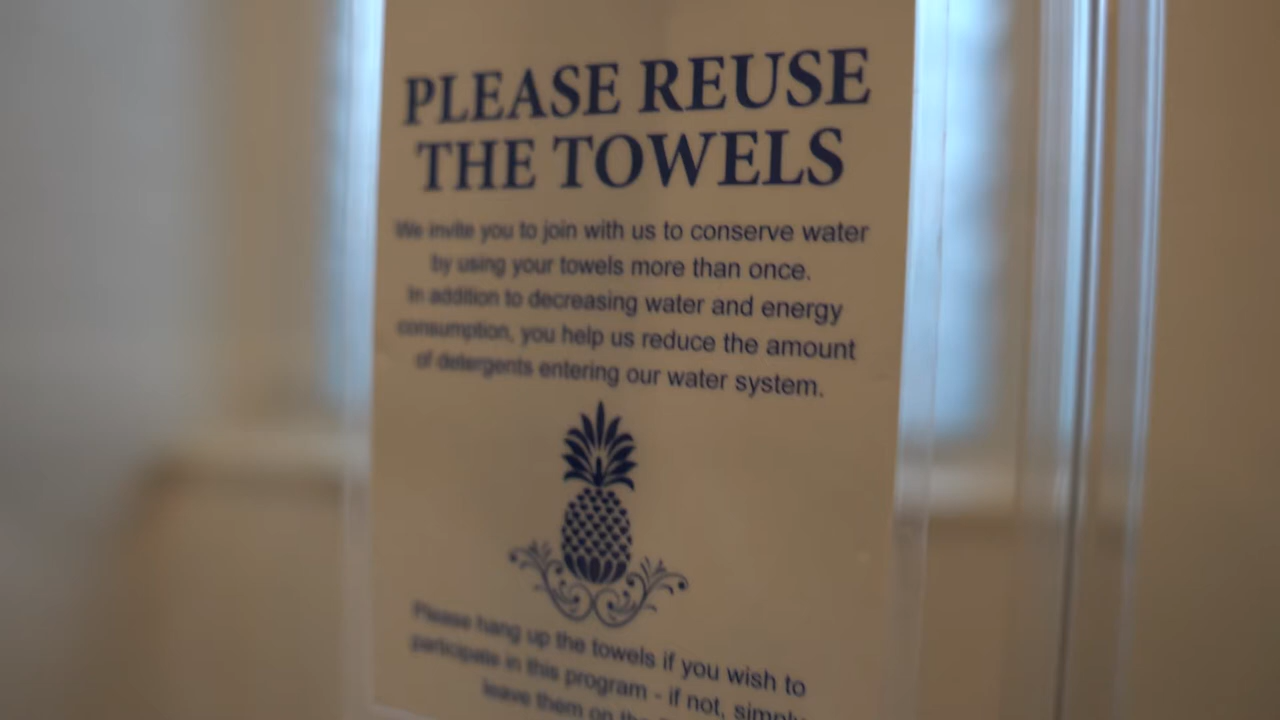 PLEASE REUSE
THE TOWELS
We invite you to join with us to conserve water
by using your towels more than once.
In addition to decreasing water and energy
consumption, you help us reduce the amount
of detergents entering our water system.
Please hang up the towels if you wish to
participate in this program - if not, simply
leave them on the